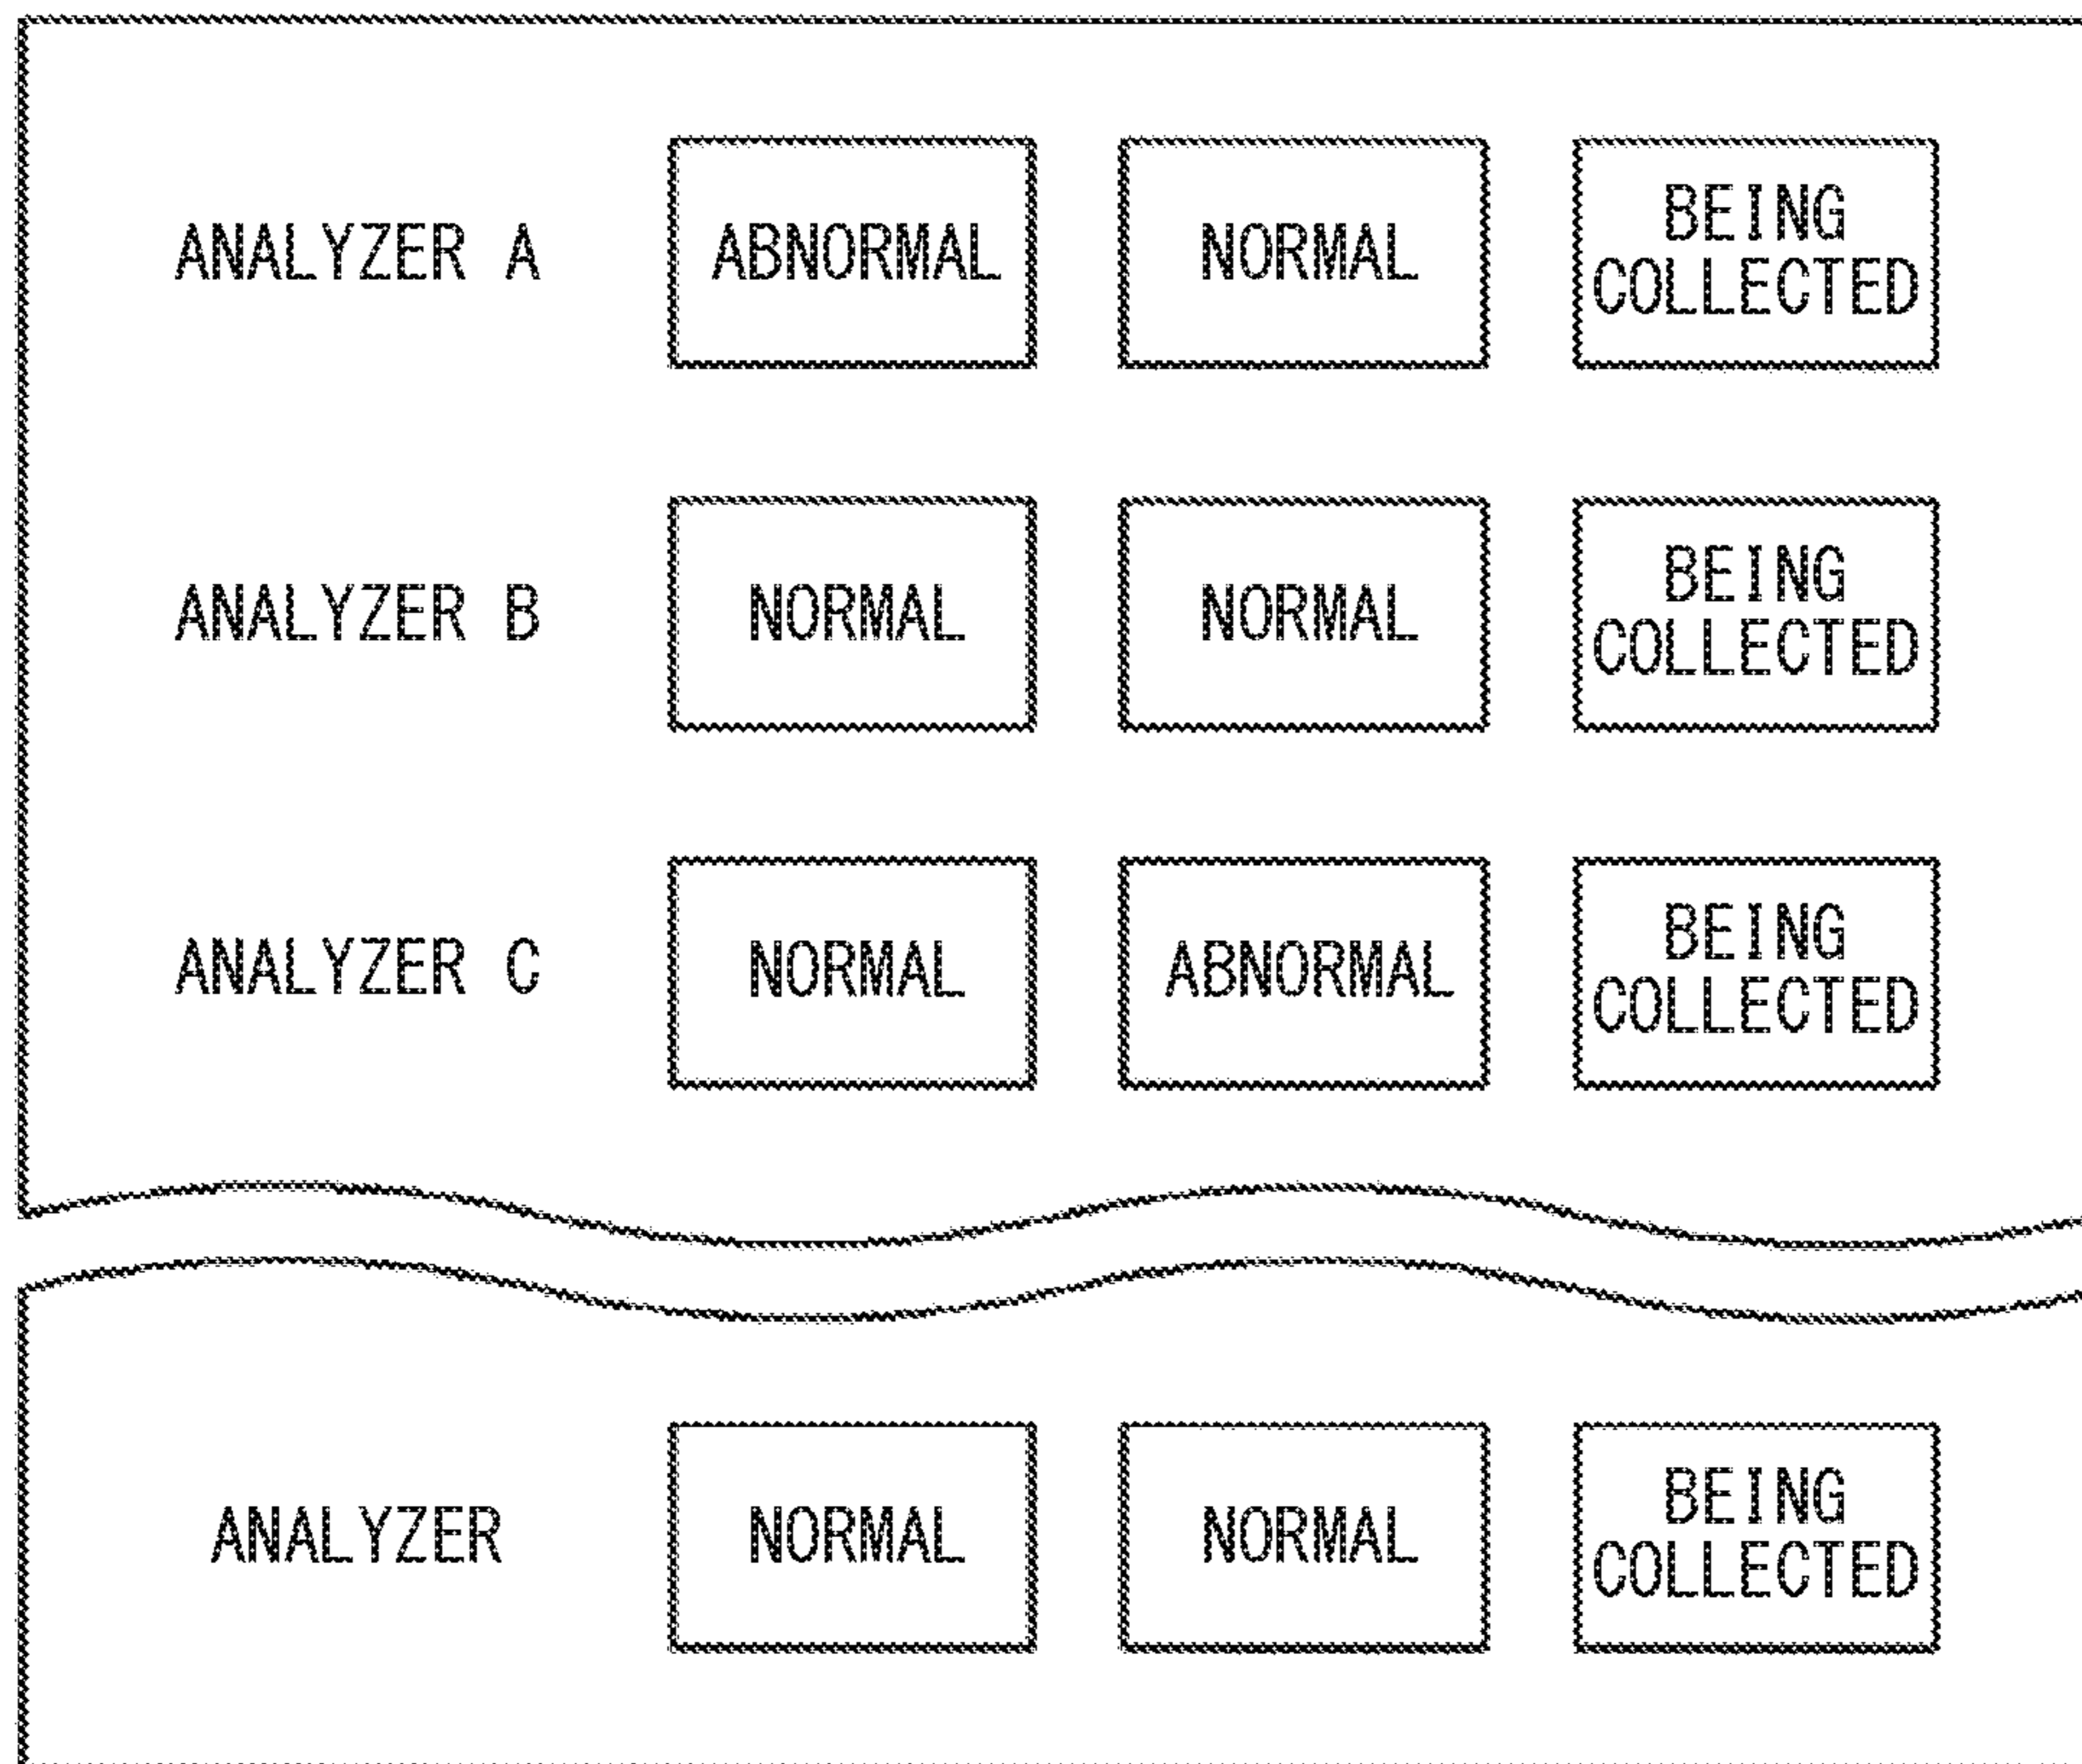 ANALYZER A ABNORMAL NORMAL BEING
COLLECTED
ANALYZER B NORMAL NORMAL BEING
COLLECTED
ANALYZER C NORMAL ABNORMAL BEING
COLLECTED
ANALYZER NORMAL NORMAL BEING
COLLECTED